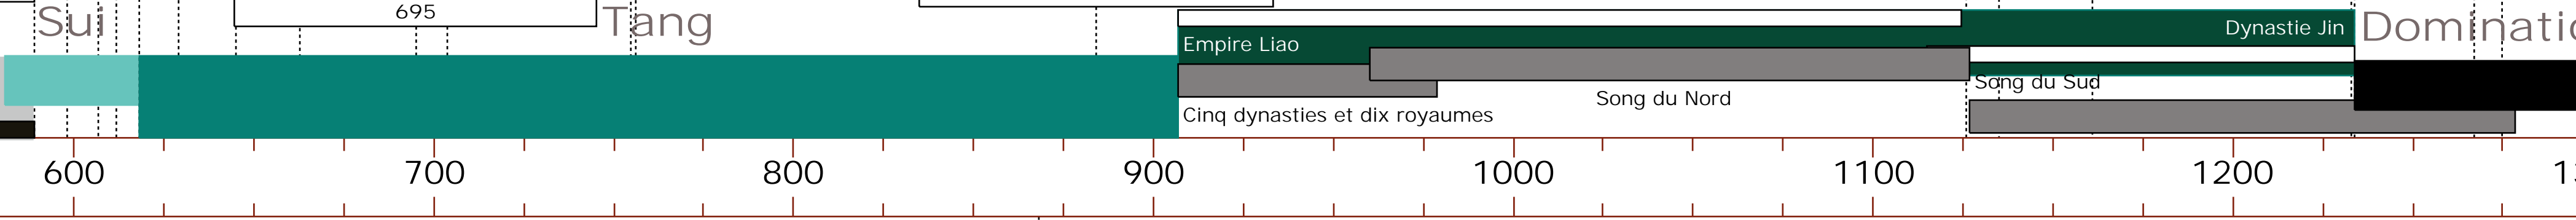 695
Sui
Tang
Dynastie Jin
Empire Liao
Song du Sud
Song du Nord
Cinq dynasties et dix royaumes
600 700 800 900 1000 1100 1200